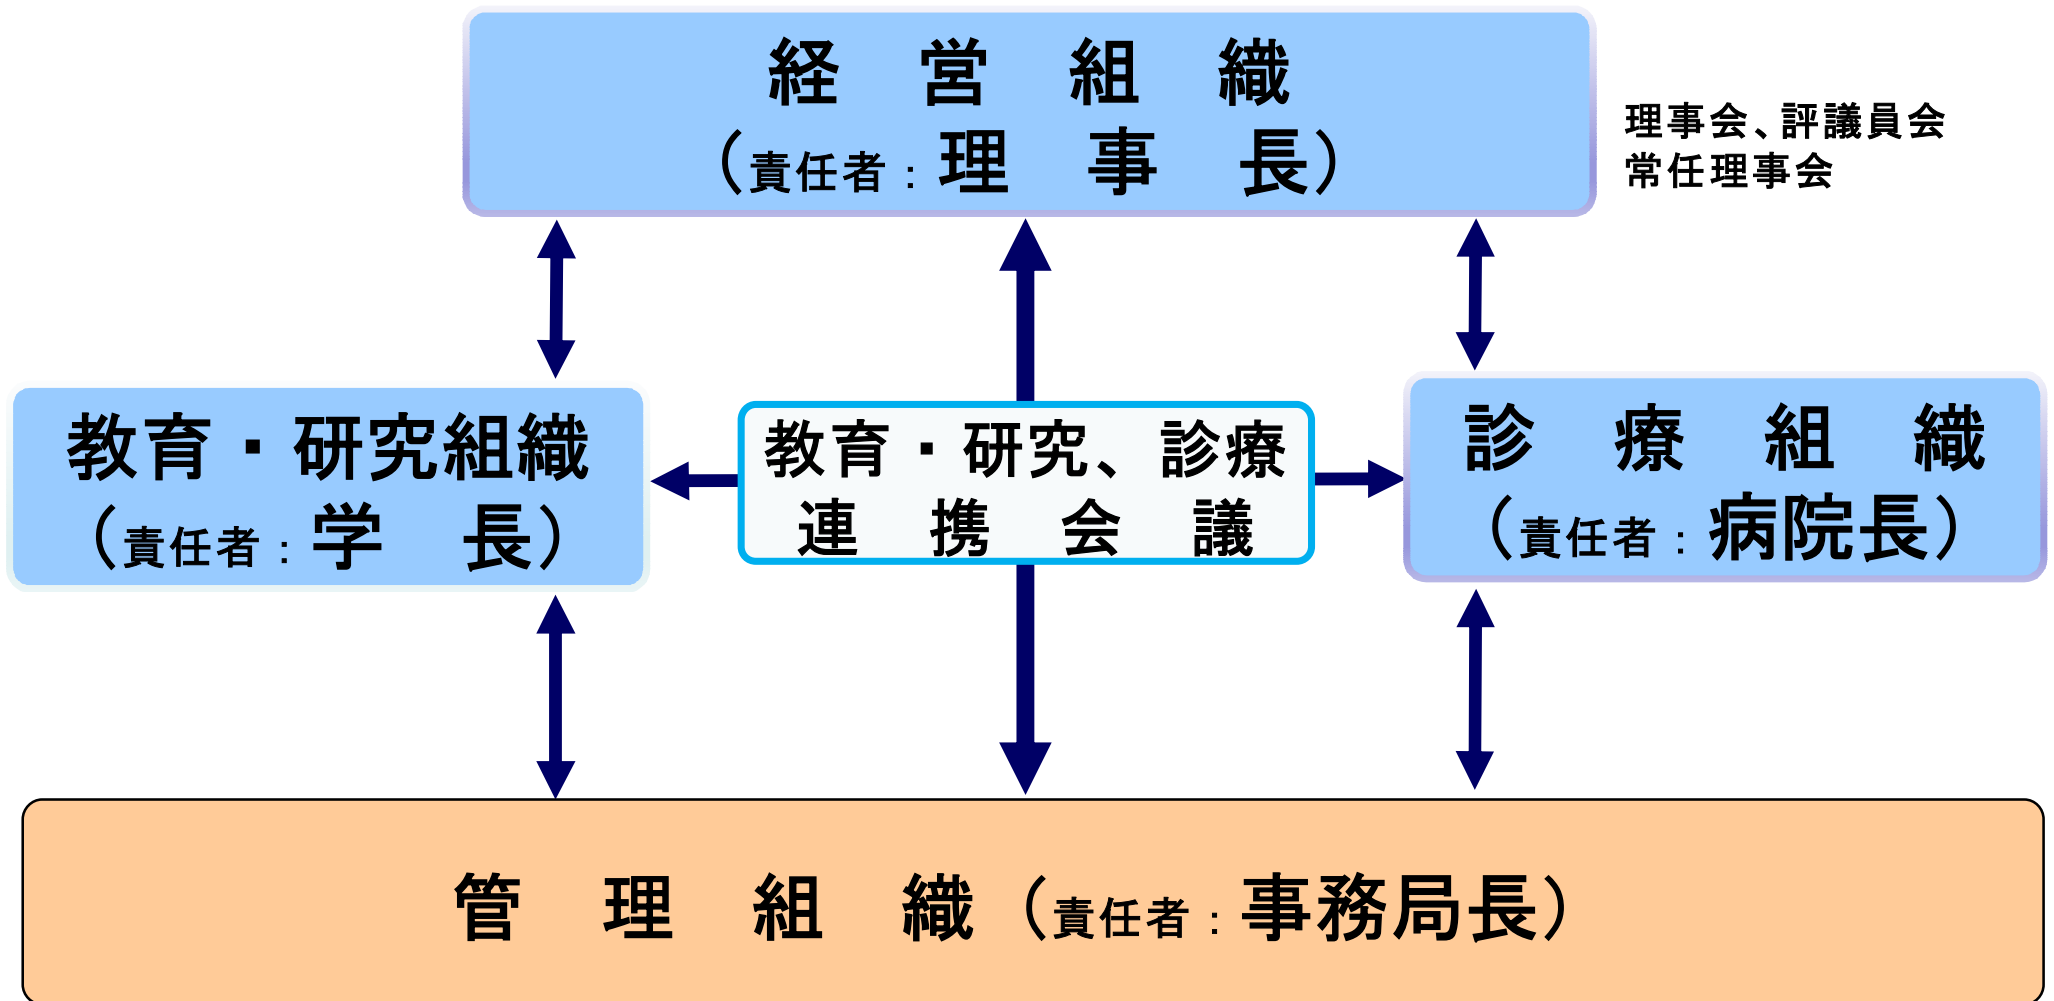 経　営　組　織
（責任者：理　事　長）
理事会、評議員会
常任理事会
教育・研究組織
（責任者：学　長）
教育・研究、診療
連　携　会　議
診　療　組　織
（責任者：病院長）
管　理　組　織（責任者：事務局長）